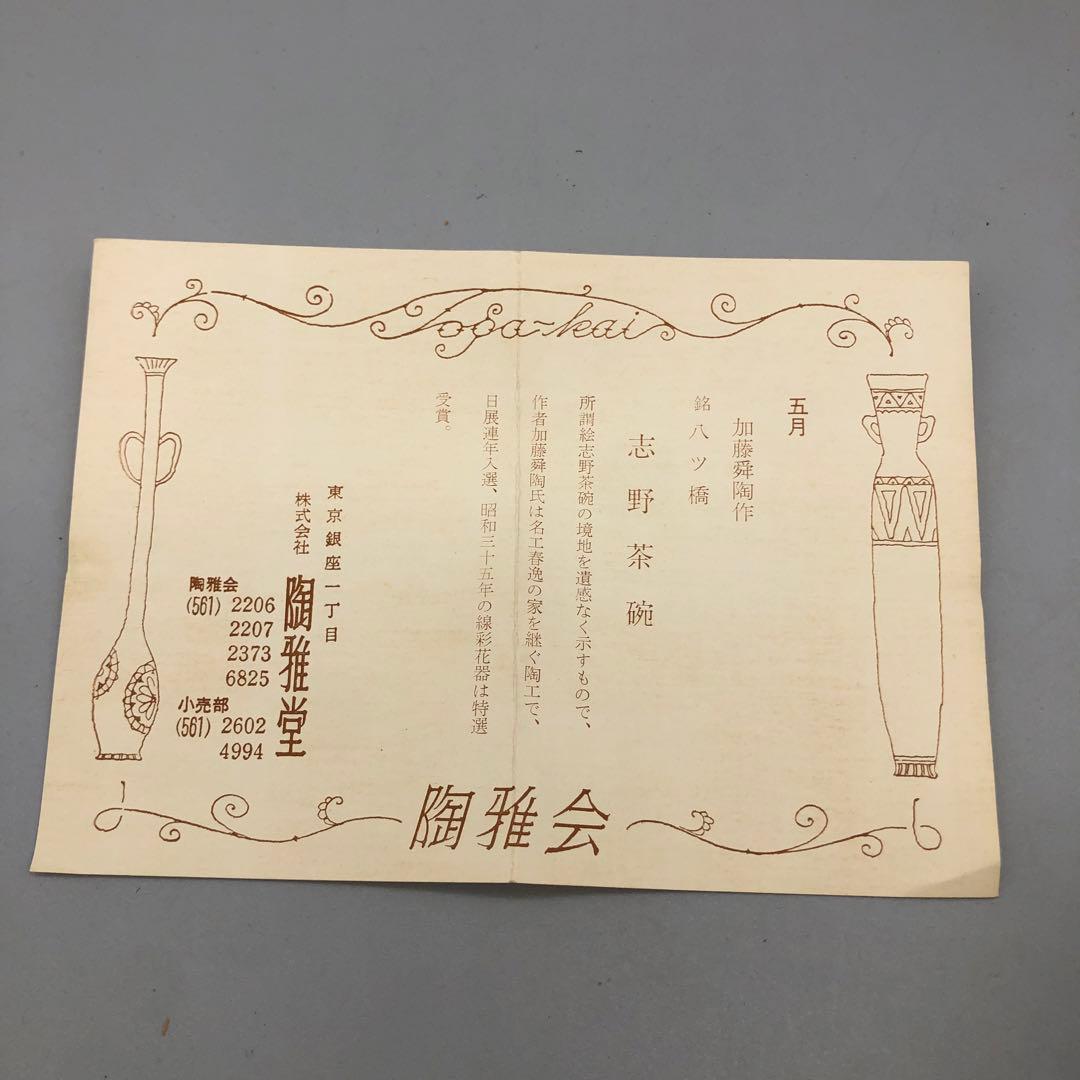 Toga-kai
五月
加藤舜陶作
銘八ツ橋
志野茶碗
所謂絵志野茶碗の境地を遺感なく示すもので、
作者加藤舜陶氏は名工春逸の家を継ぐ陶工で、
日展連年入選、昭和三十五年の線彩花器は特選
受賞。
東京銀座一丁目
株式会社 陶雅堂
陶雅会
(561) 2206
2207
2373
6825
小売部
(561) 2602
4994
陶雅会